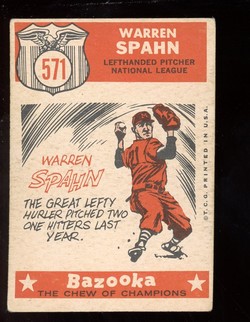 571
WARREN
SPAHN
LEFTHANDED PITCHER
NATIONAL LEAGUE
WARREN
SPAHN
THE GREAT LEFTY
HURLER PITCHED TWO
ONE HITTERS LAST
YEAR.
©T.C.G. PRINTED IN U.S.A.
Bazooka
THE CHEW OF CHAMPIONS